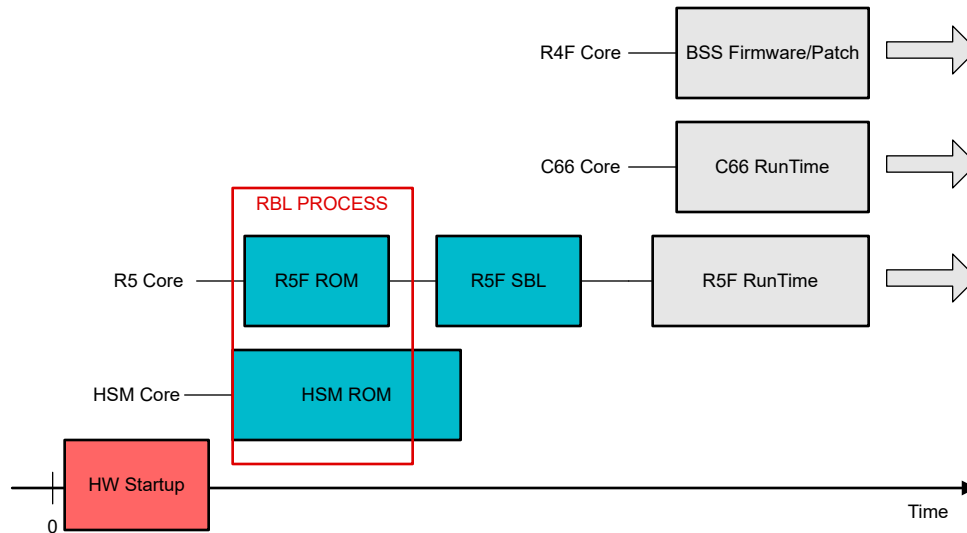 R4F Core
BSS Firmware/Patch
C66 Core
C66 RunTime
RBL PROCESS
R5 Core
R5F ROM
R5F SBL
R5F RunTime
HSM Core
HSM ROM
HW Startup
0
Time